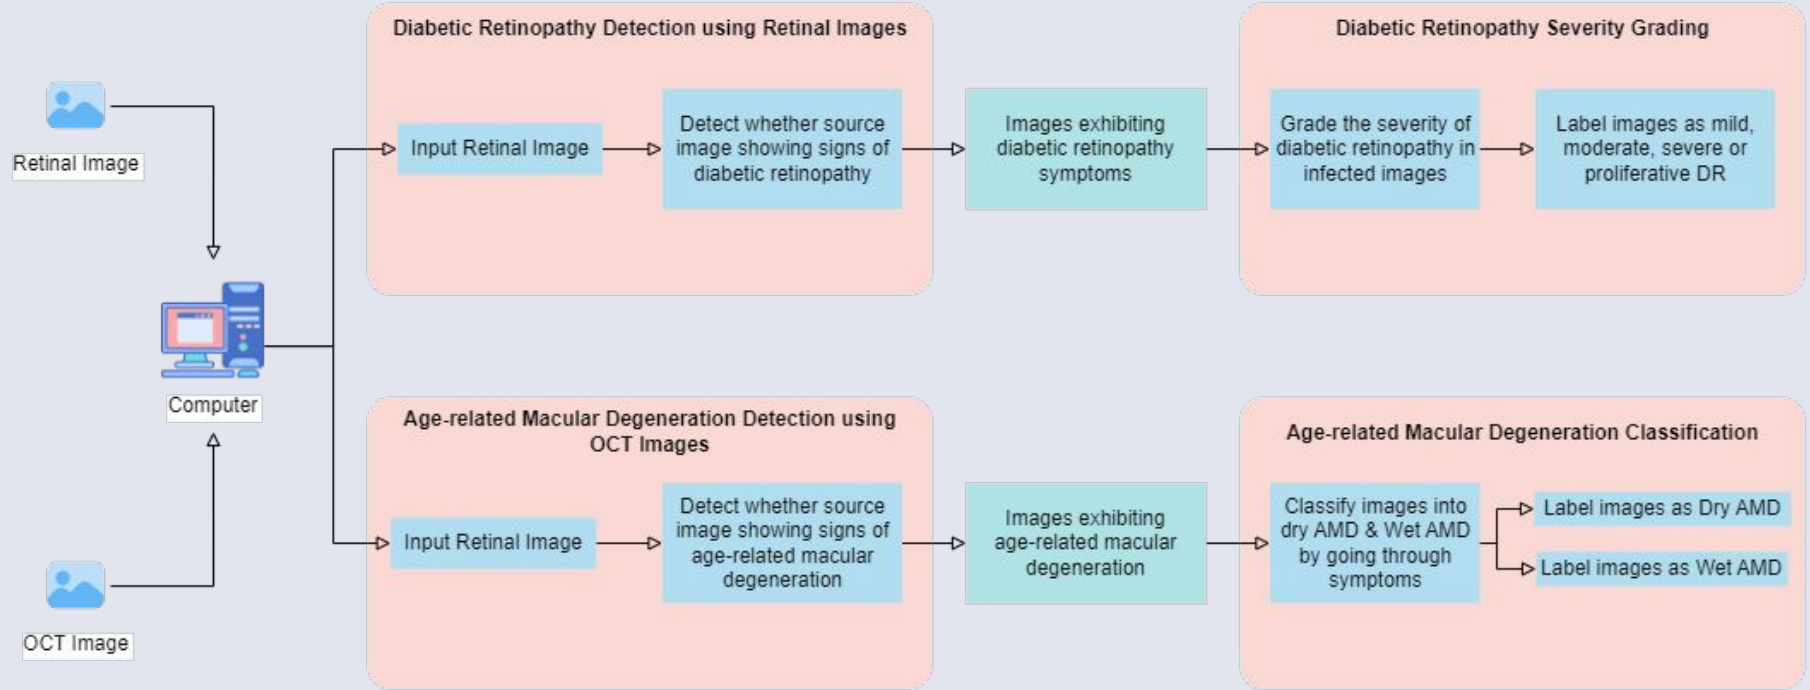 Retinal Image
Computer
OCT Image
Diabetic Retinopathy Detection using Retinal Images
Input Retinal Image
Detect whether source
image showing signs of
diabetic retinopathy
Images exhibiting
diabetic retinopathy
symptoms
Diabetic Retinopathy Severity Grading
Grade the severity of
diabetic retinopathy in
infected images
Label images as mild,
moderate, severe or
proliferative DR
Age-related Macular Degeneration Detection using
OCT Images
Input Retinal Image
Detect whether source
image showing signs of
age-related macular
degeneration
Images exhibiting
age-related macular
degeneration
Age-related Macular Degeneration Classification
Classify images into
dry AMD & Wet AMD
by going through
symptoms
Label images as Dry AMD
Label images as Wet AMD